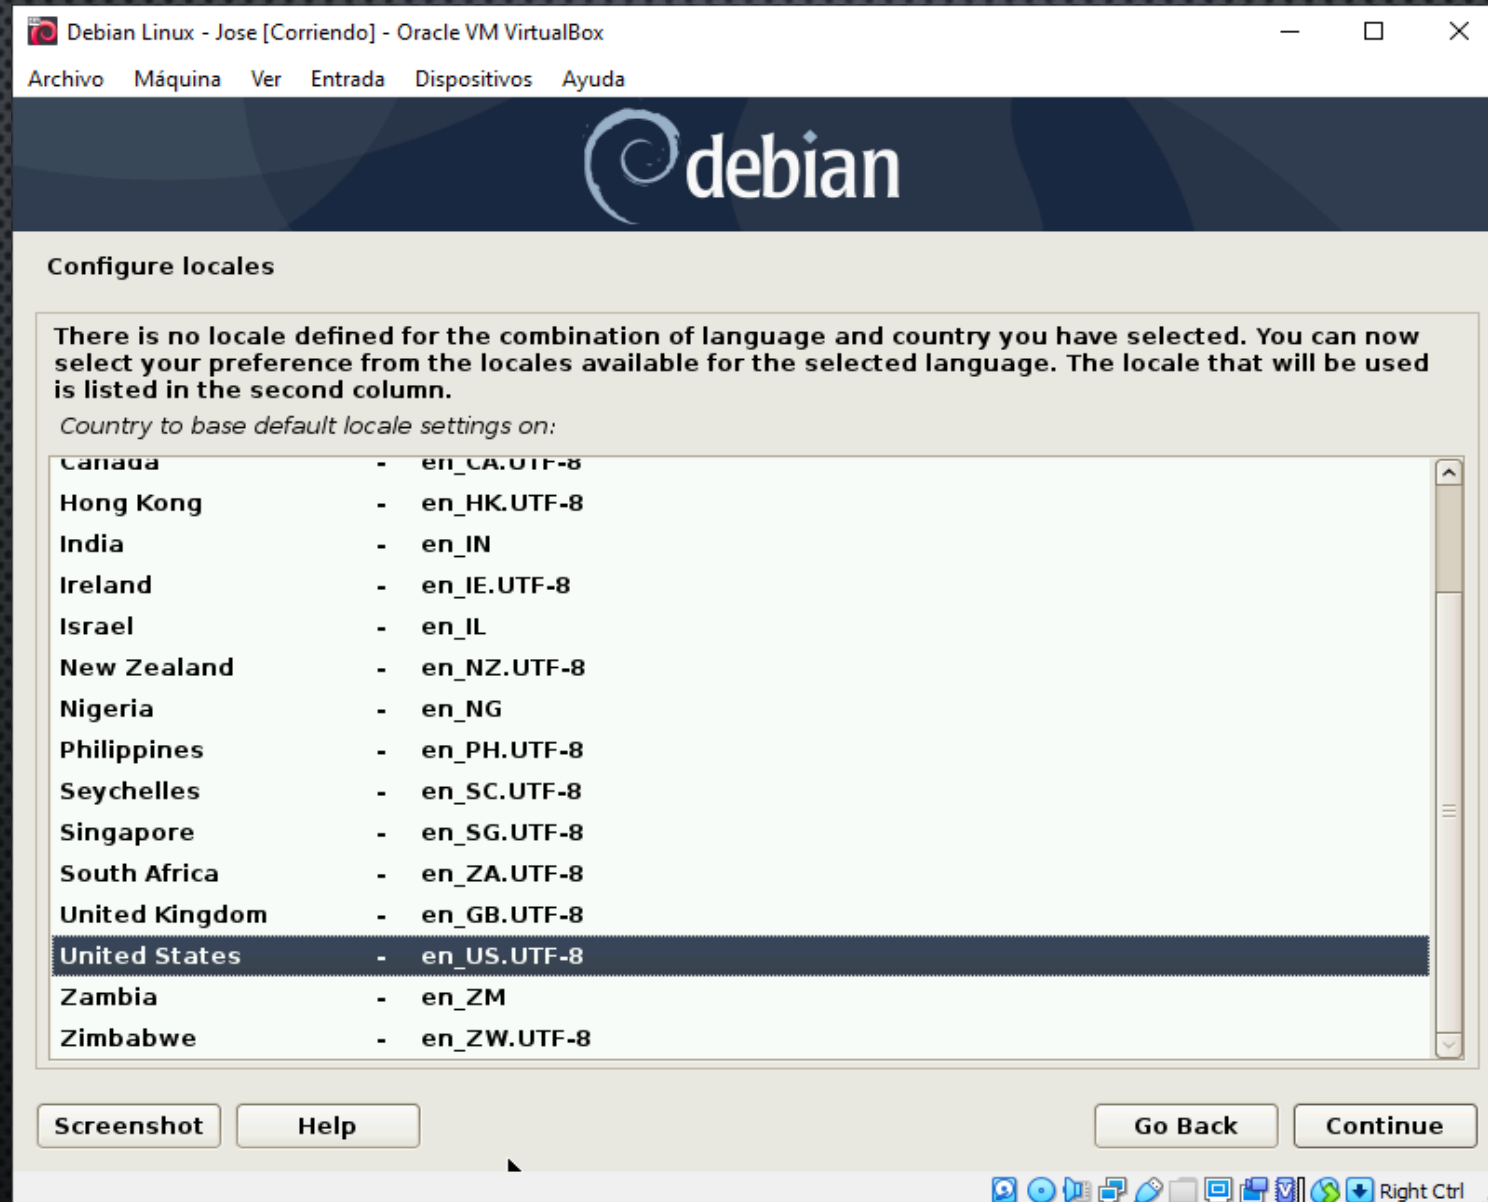 Debian Linux - Jose [Corriendo] - Oracle VM VirtualBox
Archivo Máquina Ver Entrada Dispositivos Ayuda
debian
Configure locales
There is no locale defined for the combination of language and country you have selected. You can now
select your preference from the locales available for the selected language. The locale that will be used
is listed in the second column.
Country to base default locale settings on:
Canada - en_CA.UTF-8
Hong Kong - en_HK.UTF-8
India - en_IN
Ireland - en_IE.UTF-8
Israel - en_IL
New Zealand - en_NZ.UTF-8
Nigeria - en_NG
Philippines - en_PH.UTF-8
Seychelles - en_SC.UTF-8
Singapore - en_SG.UTF-8
South Africa - en_ZA.UTF-8
United Kingdom - en_GB.UTF-8
United States - en_US.UTF-8
Zambia - en_ZM
Zimbabwe - en_ZW.UTF-8
Screenshot Help Go Back Continue
Right Ctrl